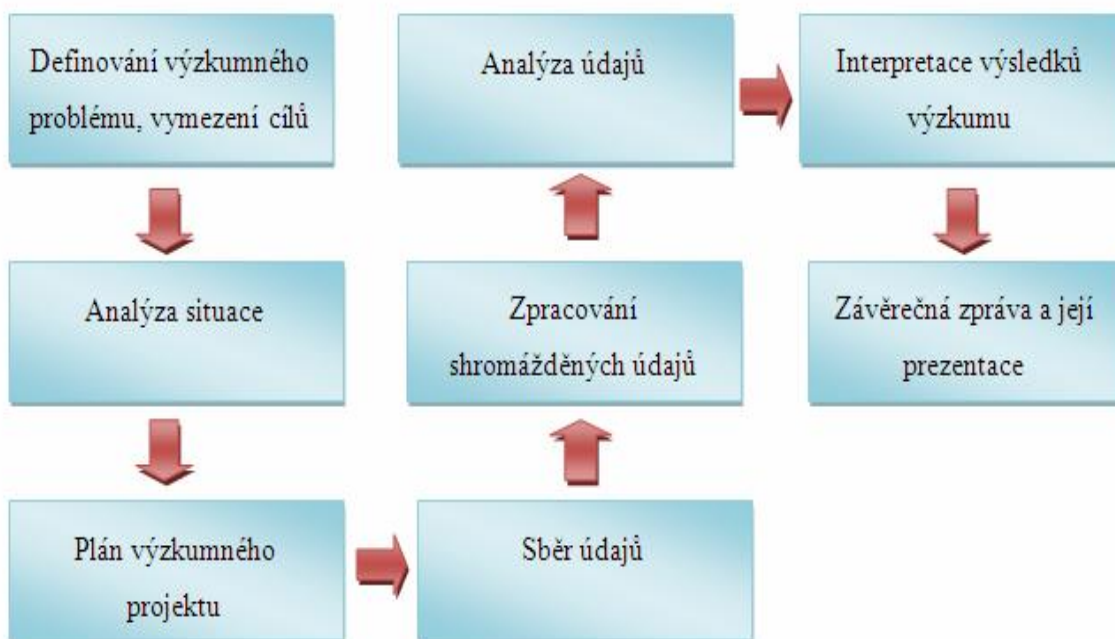 Definování výzkumného
problému, vymezení cílů
Analýza situace
Plán výzkumného
projektu
Sběr údajů
Zpracování
shromážděných údajů
Analýza údajů
Interpretace výsledků
výzkumu
Závěrečná zpráva a její
prezentace